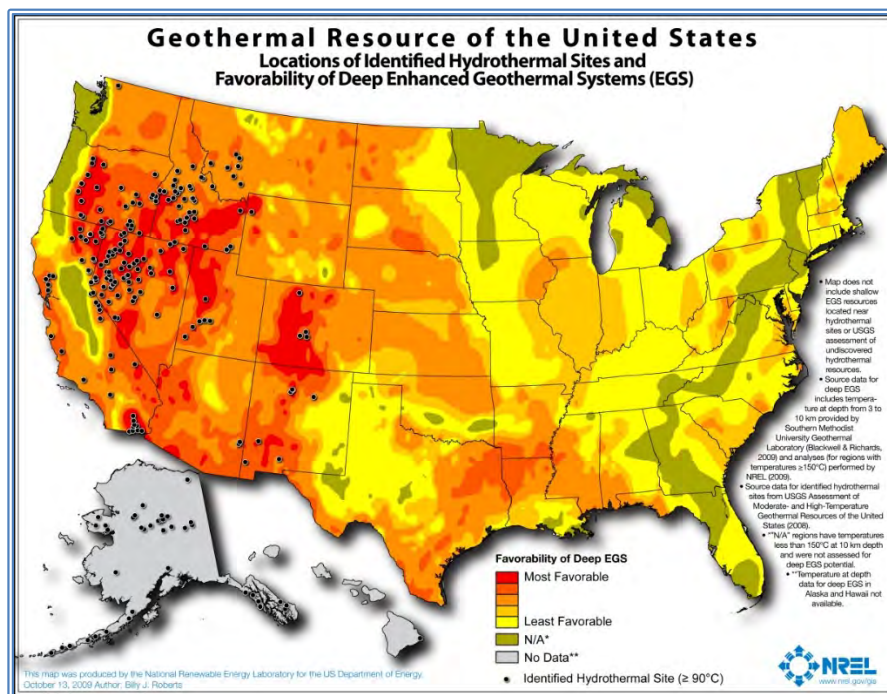 Geothermal Resource of the United States
Locations of Identified Hydrothermal Sites and
Favorability of Deep Enhanced Geothermal Systems (EGS)
• Map does not
include shallow
EGS resources
located near
hydrothermal
sites or USGS
assessment of
undiscovered
hydrothermal
resources.
• Source data for
deep EGS
includes tempera-
ture at depth from 3 to
10 km provided by
Southern Methodist
University Geothermal
Laboratory (Blackwell & Richards,
2009) and analyses (for regions with
temperatures ≥150°C) performed by
NREL (2009).
• Source data for identified hydrothermal
sites from USGS Assessment of
Moderate- and High-Temperature
Geothermal Resources of the United
States (2008).
• *"N/A" regions have temperatures
less than 150°C at 10 km depth
and were not assessed for
deep EGS potential.
• **Temperature at depth
data for deep EGS in
Alaska and Hawaii not
available.
Favorability of Deep EGS
Most Favorable
Least Favorable
N/A*
No Data**
Identified Hydrothermal Site (≥ 90°C)
This map was produced by the National Renewable Energy Laboratory for the US Department of Energy.
October 13, 2009 Author: Billy J. Roberts
NREL
www.nrel.gov/gis